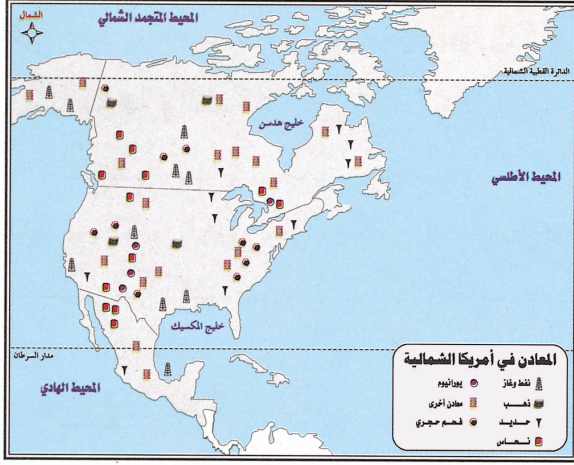 الشمال
المحيط المتجمد الشمالي
الدائرة القطبية الشمالية
خليج هدسن
المحيط الأطلسي
خليج المكسيك
مدار السرطان
المحيط الهادي
المعادن في أمريكا الشمالية
نفط وغاز
يورانيوم
ذهب
معادن أخرى
حديد
فحم حجري
نحاس